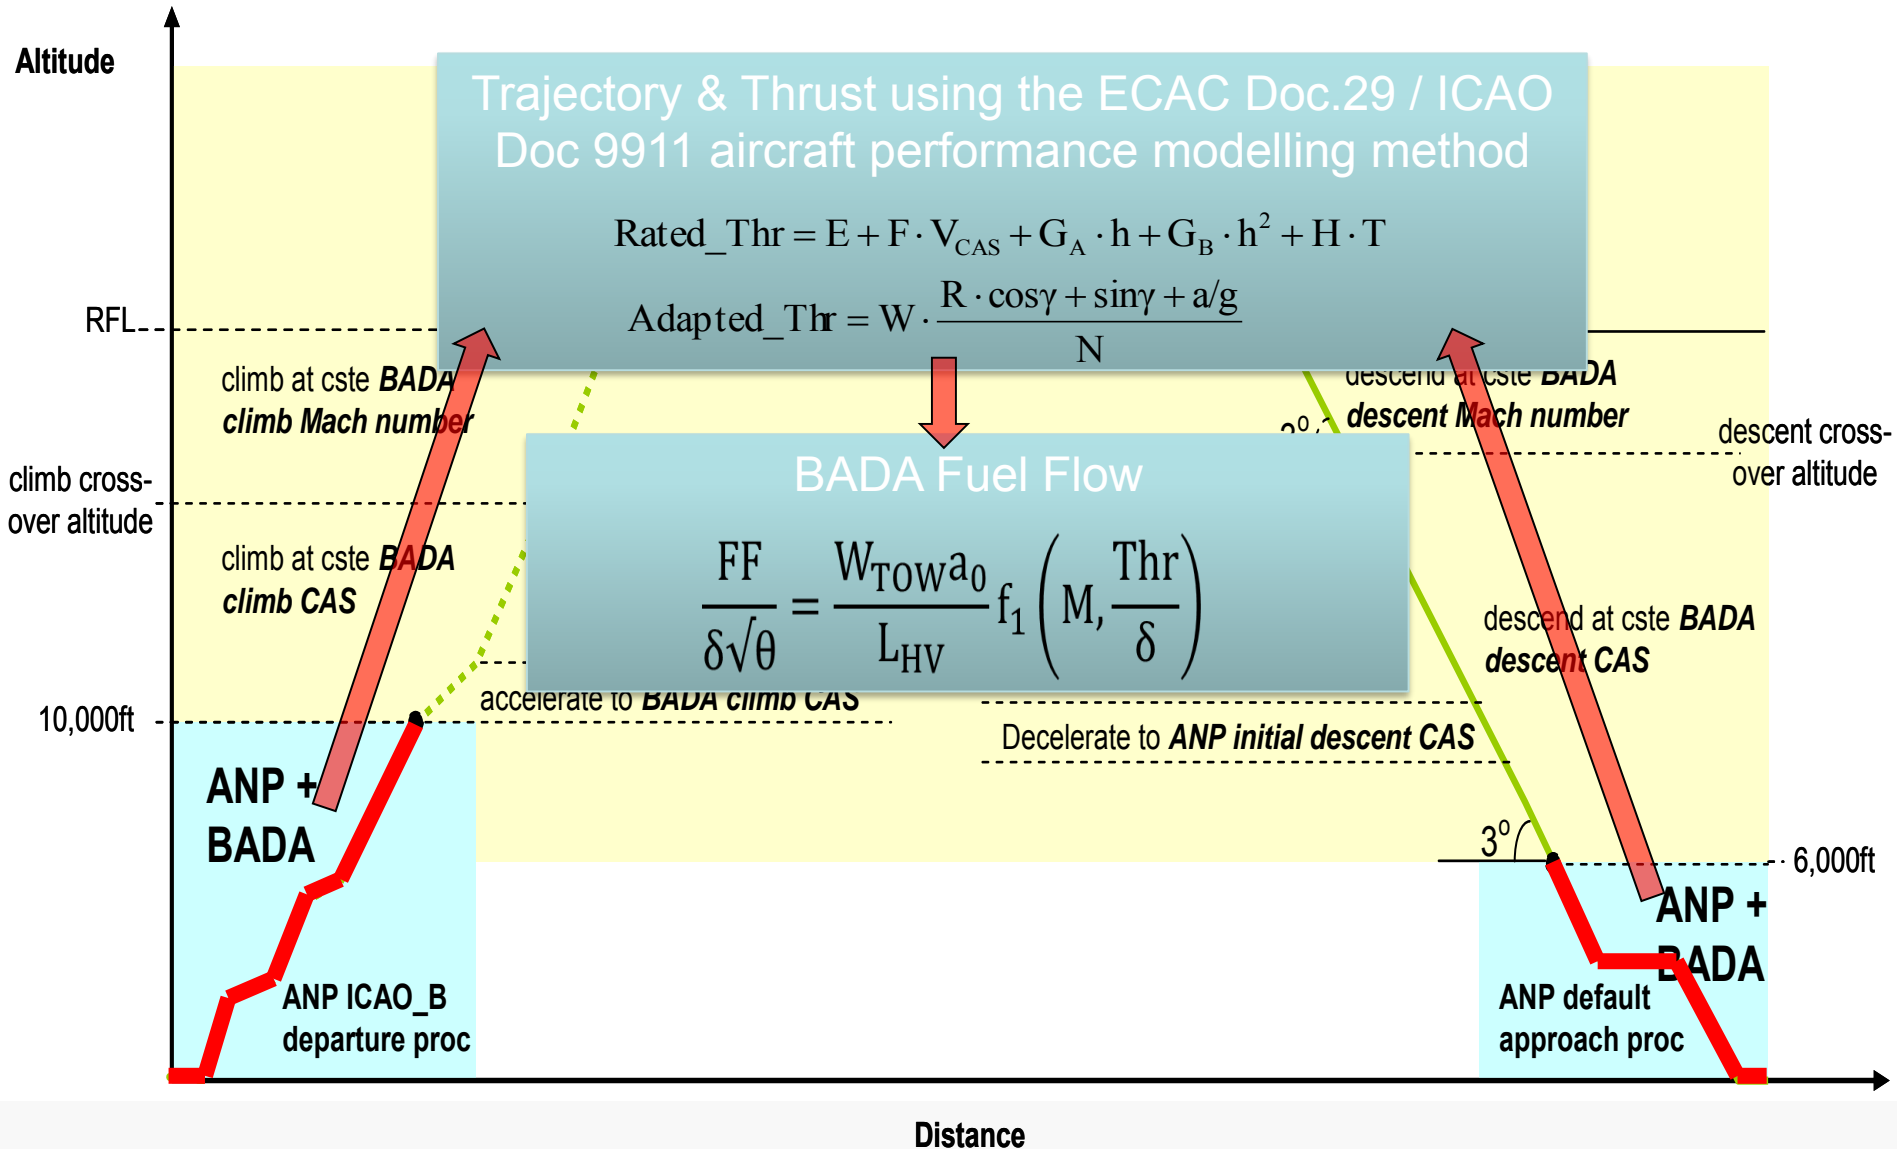 Altitude
Trajectory & Thrust using the ECAC Doc.29 / ICAO
Doc 9911 aircraft performance modelling method
Rated_Thr = E + F · V_CAS + G_A · h + G_B · h² + H · T
Adapted_Thr = W · (R · cosγ + sinγ + a/g) / N
RFL
climb at cste BADA
climb Mach number
descend at cste BADA
descent Mach number
3°
descent cross-
over altitude
climb cross-
over altitude
BADA Fuel Flow
FF / (δ√θ) = (W_TOW a_0 / L_HV) f_1 (M, Thr / δ)
climb at cste BADA
climb CAS
descend at cste BADA
descent CAS
accelerate to BADA climb CAS
10,000ft
Decelerate to ANP initial descent CAS
ANP +
BADA
3°
6,000ft
ANP +
BADA
ANP ICAO_B
departure proc
ANP default
approach proc
Distance